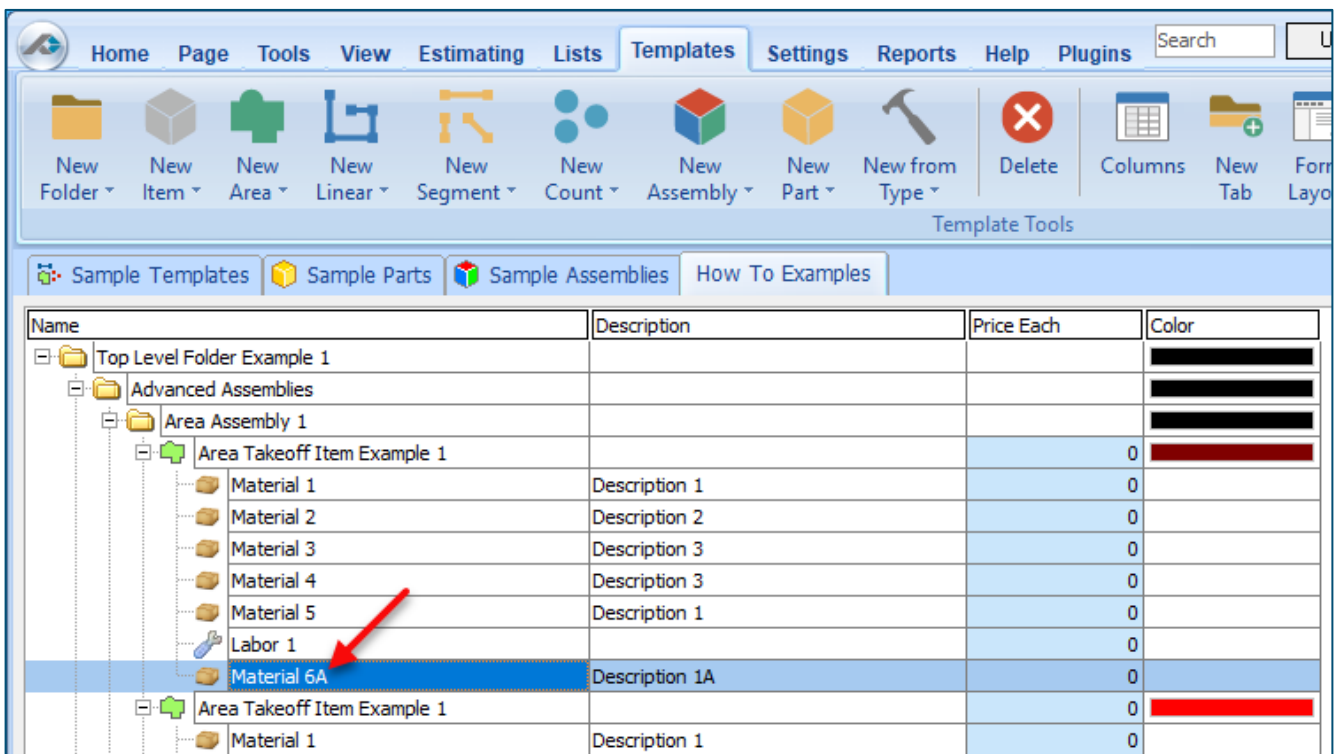 Home Page Tools View Estimating Lists Templates Settings Reports Help Plugins Search
New Folder New Item New Area New Linear New Segment New Count New Assembly New Part New from Type Delete Columns New Tab
Template Tools
Sample Templates Sample Parts Sample Assemblies How To Examples
Name Description Price Each Color
Top Level Folder Example 1
Advanced Assemblies
Area Assembly 1
Area Takeoff Item Example 1 0
Material 1 Description 1 0
Material 2 Description 2 0
Material 3 Description 3 0
Material 4 Description 3 0
Material 5 Description 1 0
Labor 1 0
Material 6A Description 1A 0
Area Takeoff Item Example 1 0
Material 1 Description 1 0